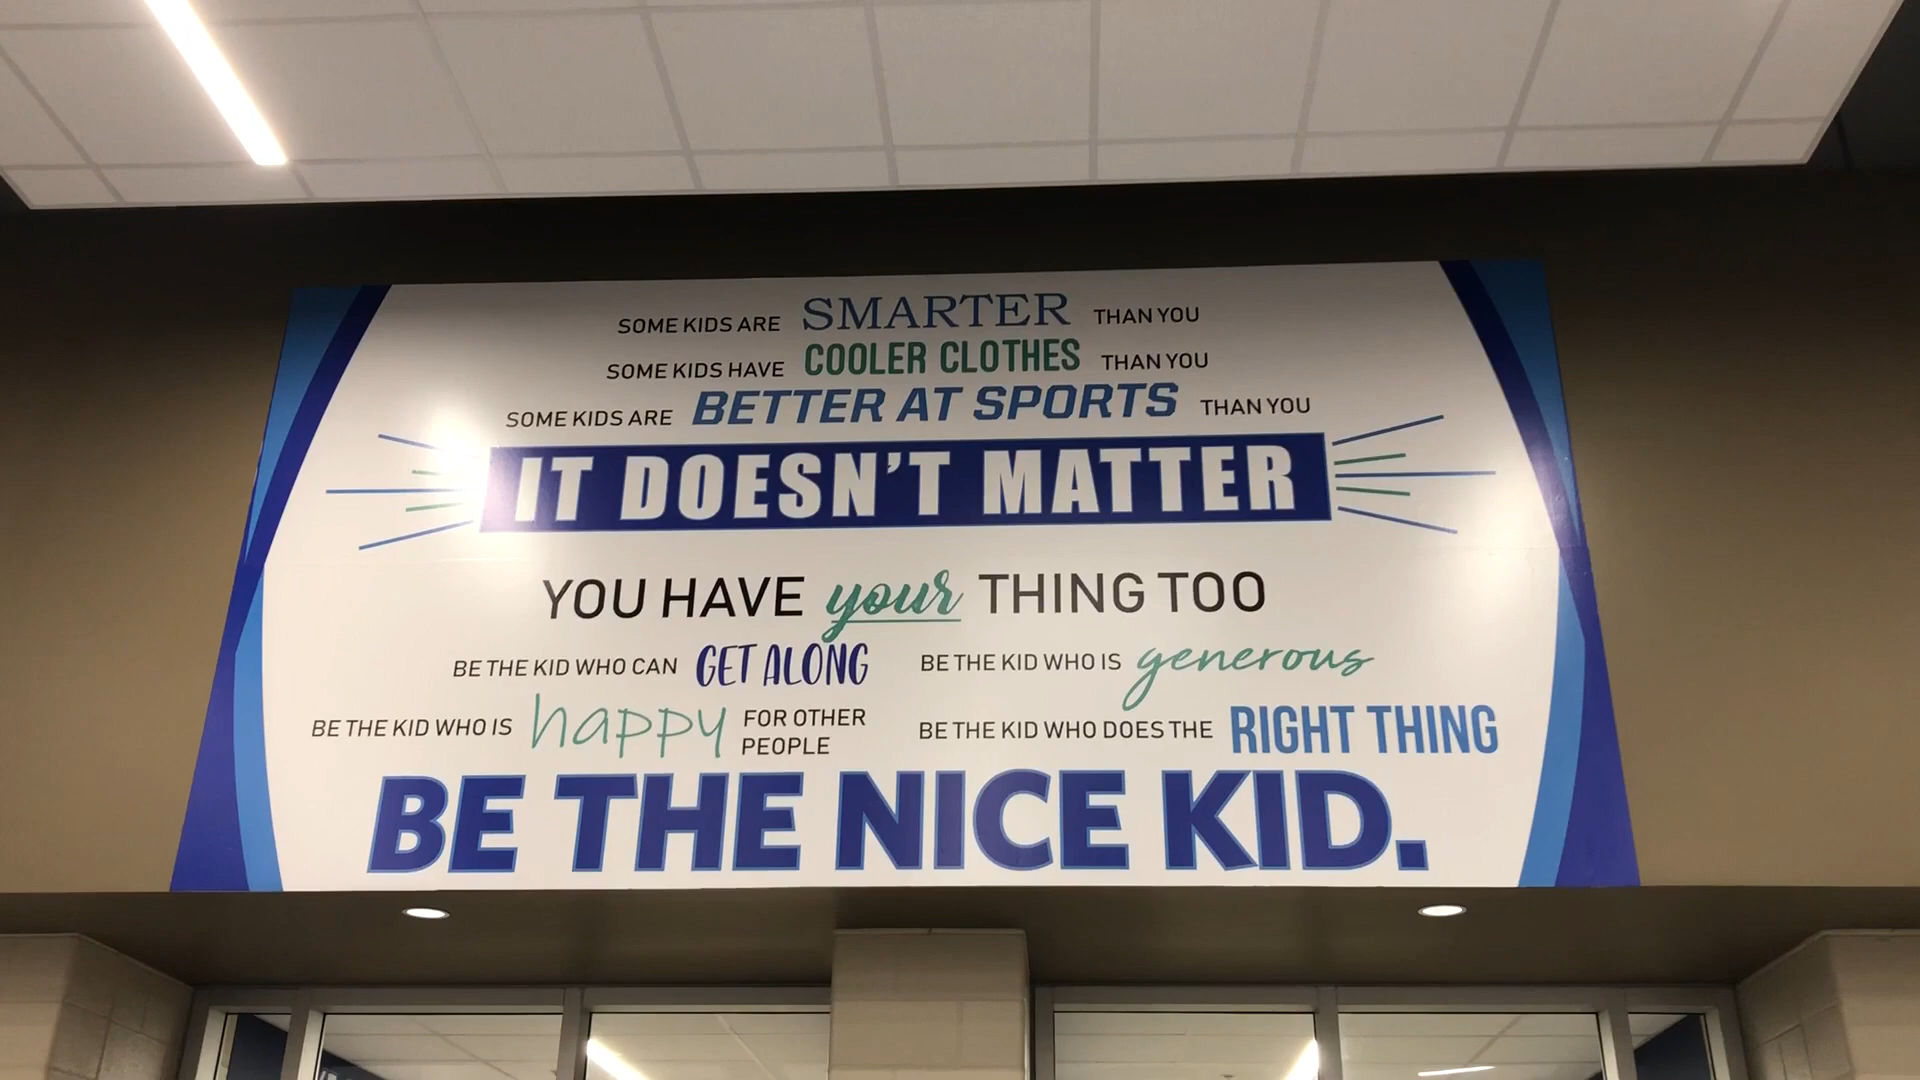 SOME KIDS ARE SMARTER THAN YOU
SOME KIDS HAVE COOLER CLOTHES THAN YOU
SOME KIDS ARE BETTER AT SPORTS THAN YOU
IT DOESN'T MATTER
YOU HAVE your THING TOO
BE THE KID WHO CAN GET ALONG
BE THE KID WHO IS generous
BE THE KID WHO IS happy FOR OTHER PEOPLE
BE THE KID WHO DOES THE RIGHT THING
BE THE NICE KID.